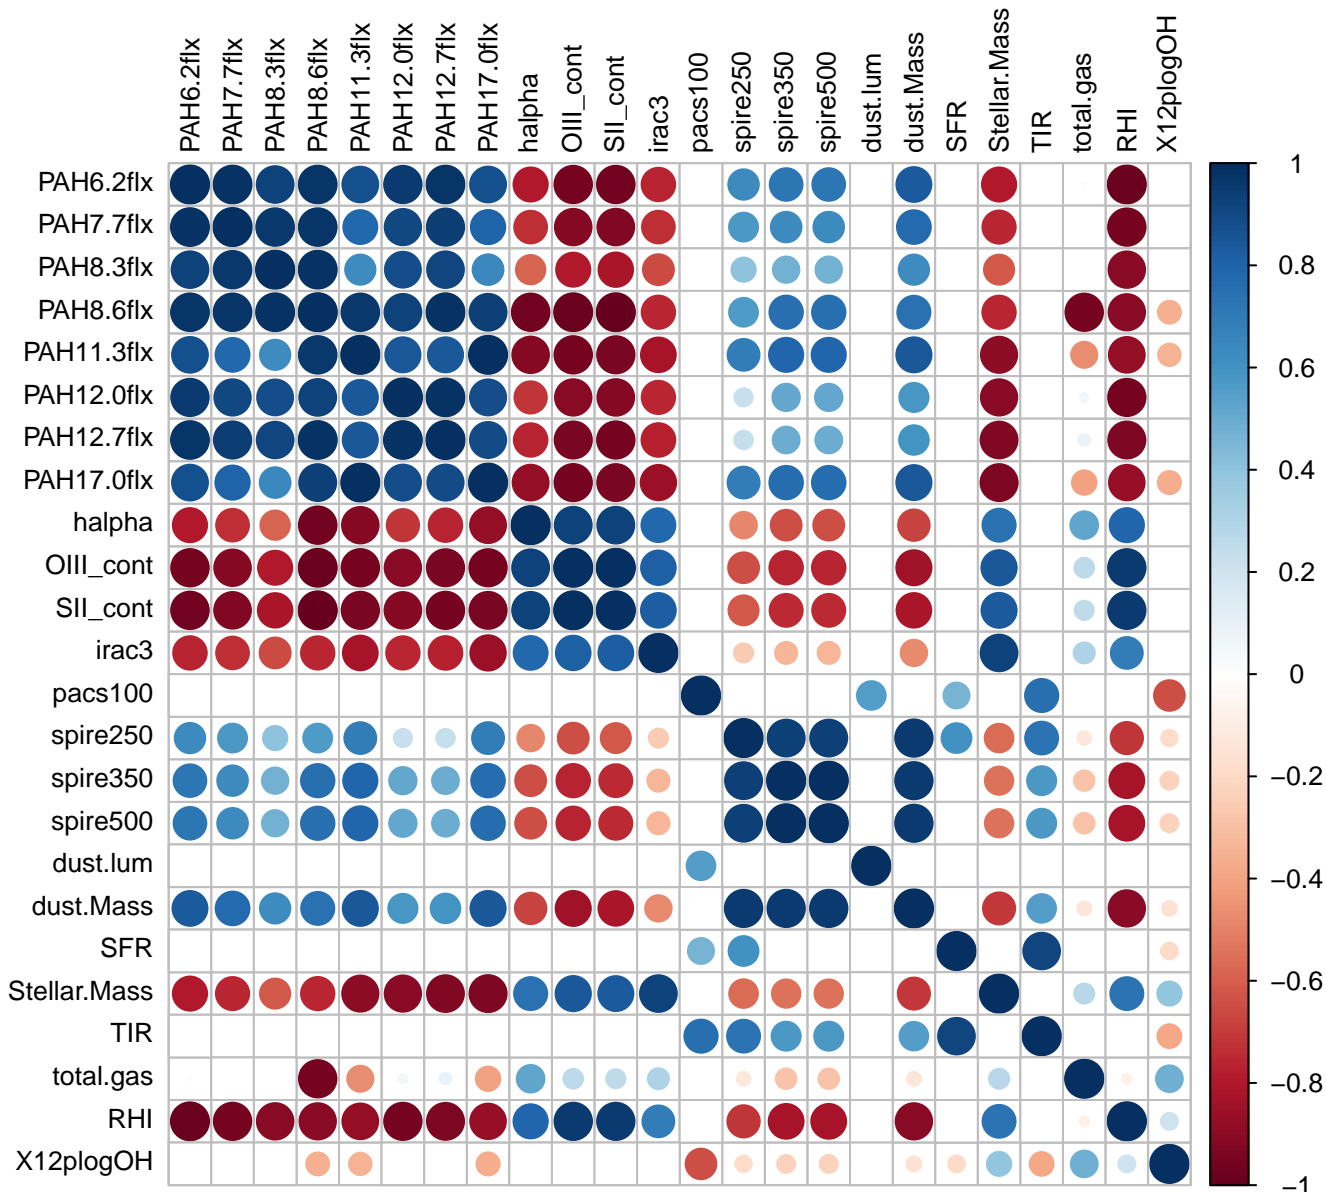 PAH6.2flx
PAH7.7flx
PAH8.3flx
PAH8.6flx
PAH11.3flx
PAH12.0flx
PAH12.7flx
PAH17.0flx
halpha
OIII_cont
SII_cont
irac3
pacs100
spire250
spire350
spire500
dust.lum
dust.Mass
SFR
Stellar.Mass
TIR
total.gas
RHI
X12plogOH
PAH6.2flx
PAH7.7flx
PAH8.3flx
PAH8.6flx
PAH11.3flx
PAH12.0flx
PAH12.7flx
PAH17.0flx
halpha
OIII_cont
SII_cont
irac3
pacs100
spire250
spire350
spire500
dust.lum
dust.Mass
SFR
Stellar.Mass
TIR
total.gas
RHI
X12plogOH
1
0.8
0.6
0.4
0.2
0
−0.2
−0.4
−0.6
−0.8
−1